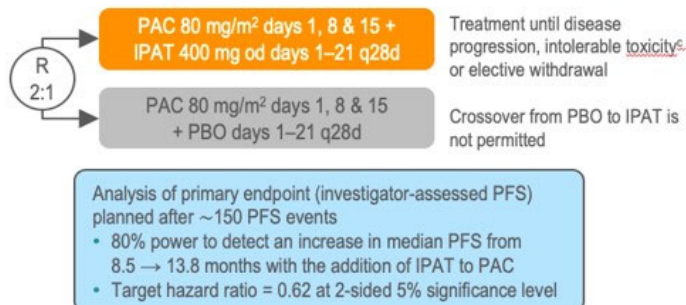 PAC 80 mg/m² days 1, 8 & 15 +
IPAT 400 mg od days 1–21 q28d
Treatment until disease
progression, intolerable toxicityᶜ
or elective withdrawal
R
2:1
PAC 80 mg/m² days 1, 8 & 15
+ PBO days 1–21 q28d
Crossover from PBO to IPAT is
not permitted
Analysis of primary endpoint (investigator-assessed PFS)
planned after ~150 PFS events
• 80% power to detect an increase in median PFS from
8.5 → 13.8 months with the addition of IPAT to PAC
• Target hazard ratio = 0.62 at 2-sided 5% significance level